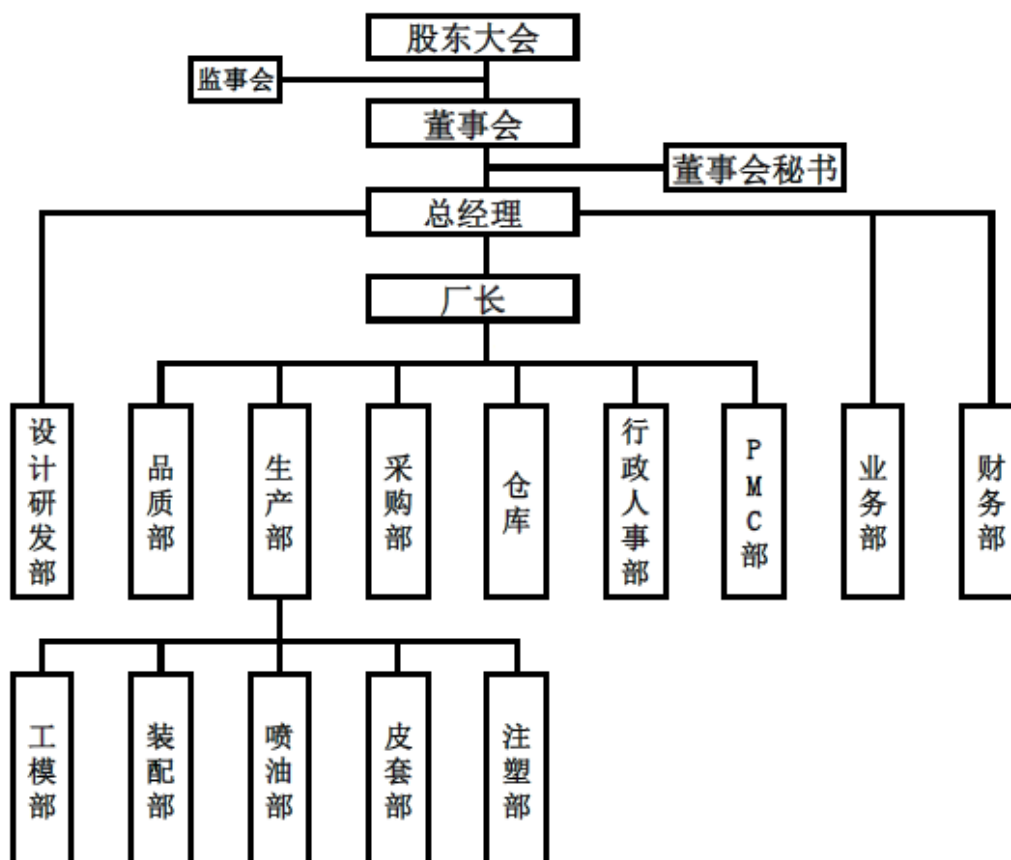 股东大会
监事会
董事会
董事会秘书
总经理
厂长
设计研发部
品质部
生产部
采购部
仓库
行政人事部
PMC部
业务部
财务部
工模部
装配部
喷油部
皮套部
注塑部